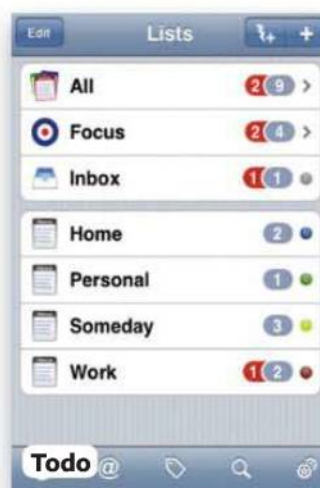 Edit Lists +
All 2 9 >
Focus 2 4 >
Inbox 1 1
Home 2
Personal 1
Someday 3
Work 1 2
Todo @